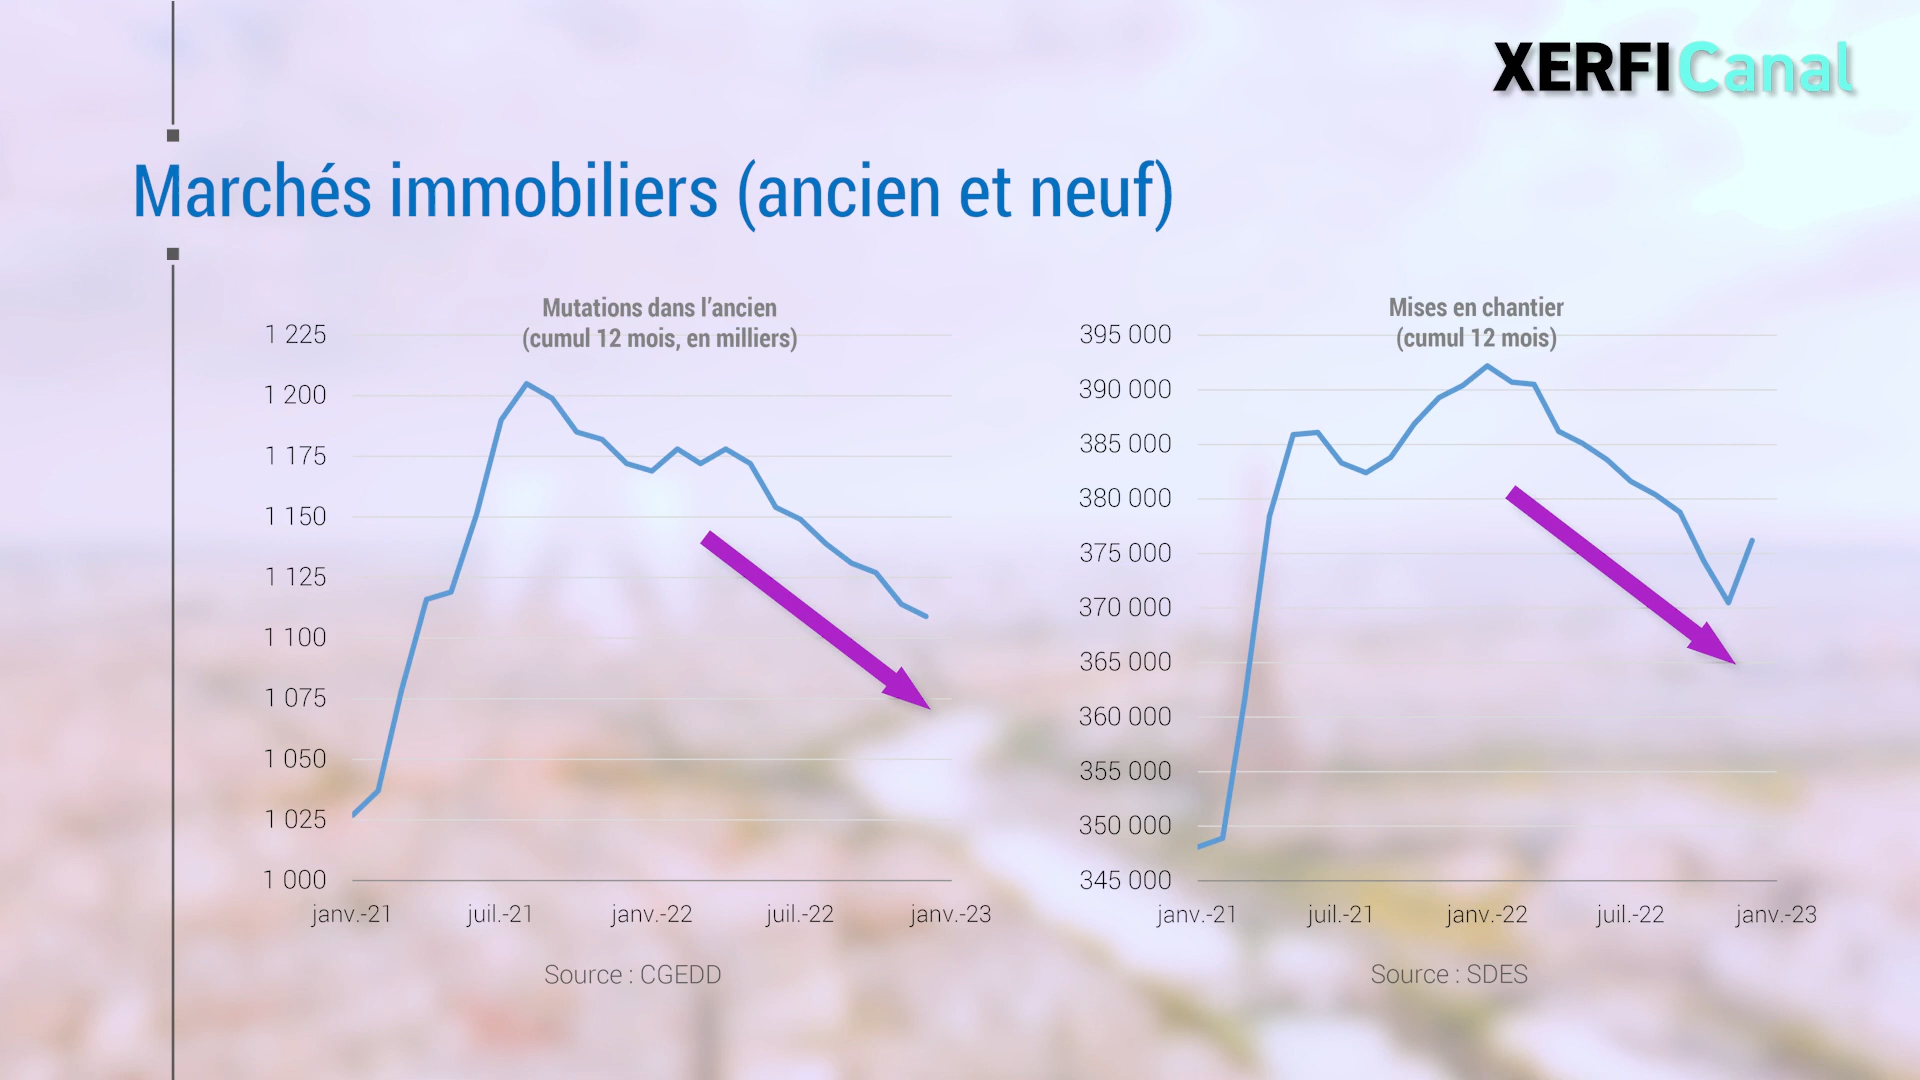 XERFI Canal
Marchés immobiliers (ancien et neuf)
Mutations dans l’ancien
(cumul 12 mois, en milliers)
1 225
1 200
1 175
1 150
1 125
1 100
1 075
1 050
1 025
1 000
janv.-21 juil.-21 janv.-22 juil.-22 janv.-23
Source : CGEDD
Mises en chantier
(cumul 12 mois)
395 000
390 000
385 000
380 000
375 000
370 000
365 000
360 000
355 000
350 000
345 000
janv.-21 juil.-21 janv.-22 juil.-22 janv.-23
Source : SDES